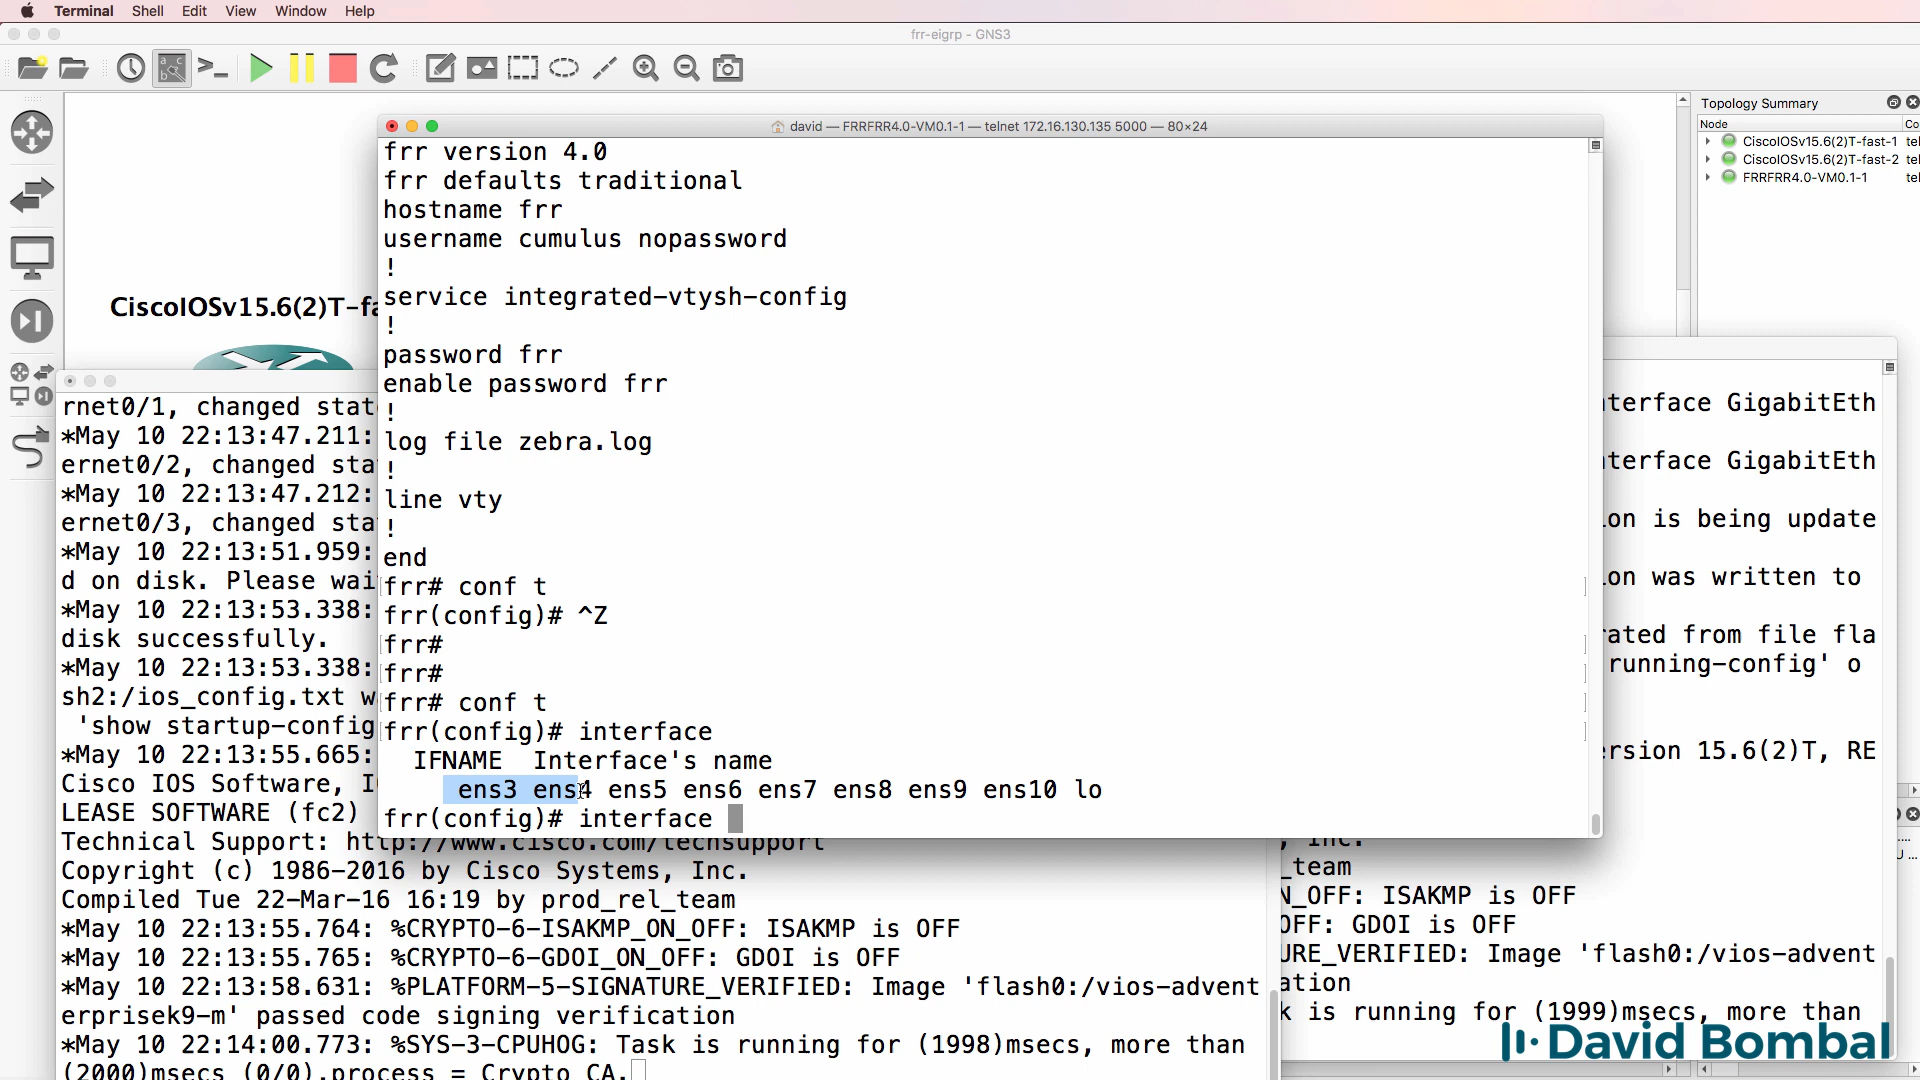 Terminal Shell Edit View Window Help
frr-eigrp - GNS3
Topology Summary
Node
Co
CiscoIOSv15.6(2)T-fast-1 tel
CiscoIOSv15.6(2)T-fast-2 tel
FRRFRR4.0-VM0.1-1 tel
CiscoIOSv15.6(2)T-fa
david — FRRFRR4.0-VM0.1-1 — telnet 172.16.130.135 5000 — 80×24
frr version 4.0
frr defaults traditional
hostname frr
username cumulus nopassword
!
service integrated-vtysh-config
!
password frr
enable password frr
!
log file zebra.log
!
line vty
!
end
frr# conf t
frr(config)# ^Z
frr#
frr#
frr# conf t
frr(config)# interface
IFNAME Interface's name
ens3 ens4 ens5 ens6 ens7 ens8 ens9 ens10 lo
frr(config)# interface
rnet0/1, changed stat
*May 10 22:13:47.211:
ernet0/2, changed sta
*May 10 22:13:47.212:
ernet0/3, changed sta
*May 10 22:13:51.959:
d on disk. Please wai
*May 10 22:13:53.338:
disk successfully.
*May 10 22:13:53.338:
sh2:/ios_config.txt w
'show startup-config
*May 10 22:13:55.665:
Cisco IOS Software, I
LEASE SOFTWARE (fc2)
Technical Support: http://www.cisco.com/techsupport
Copyright (c) 1986-2016 by Cisco Systems, Inc.
Compiled Tue 22-Mar-16 16:19 by prod_rel_team
*May 10 22:13:55.764: %CRYPTO-6-ISAKMP_ON_OFF: ISAKMP is OFF
*May 10 22:13:55.765: %CRYPTO-6-GDOI_ON_OFF: GDOI is OFF
*May 10 22:13:58.631: %PLATFORM-5-SIGNATURE_VERIFIED: Image 'flash0:/vios-advent
erprisek9-m' passed code signing verification
*May 10 22:14:00.773: %SYS-3-CPUHOG: Task is running for (1998)msecs, more than
(2000)msecs (0/0),process = Crypto CA.
terface GigabitEth
terface GigabitEth
on is being update
on was written to
rated from file fla
running-config' o
ersion 15.6(2)T, RE
, Inc.
_team
N_OFF: ISAKMP is OFF
OFF: GDOI is OFF
URE_VERIFIED: Image 'flash0:/vios-advent
ation
k is running for (1999)msecs, more than
David Bombal